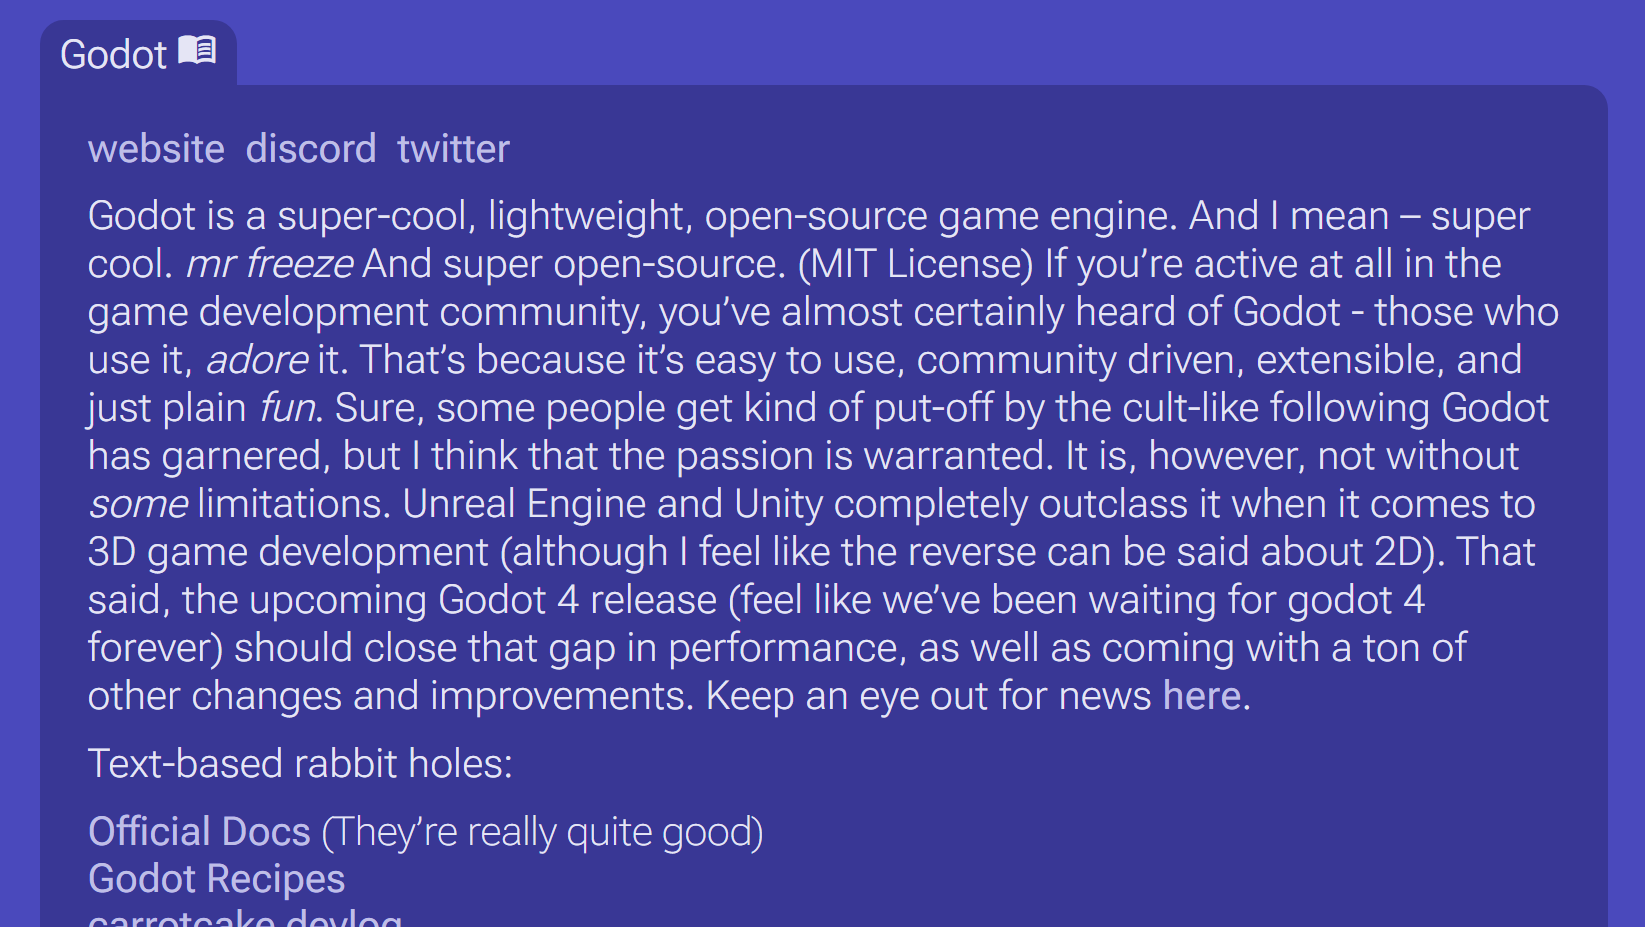 Godot
website discord twitter
Godot is a super-cool, lightweight, open-source game engine. And I mean – super
cool. mr freeze And super open-source. (MIT License) If you’re active at all in the
game development community, you’ve almost certainly heard of Godot - those who
use it, adore it. That’s because it’s easy to use, community driven, extensible, and
just plain fun. Sure, some people get kind of put-off by the cult-like following Godot
has garnered, but I think that the passion is warranted. It is, however, not without
some limitations. Unreal Engine and Unity completely outclass it when it comes to
3D game development (although I feel like the reverse can be said about 2D). That
said, the upcoming Godot 4 release (feel like we’ve been waiting for godot 4
forever) should close that gap in performance, as well as coming with a ton of
other changes and improvements. Keep an eye out for news here.
Text-based rabbit holes:
Official Docs (They’re really quite good)
Godot Recipes
carrotcake devlog